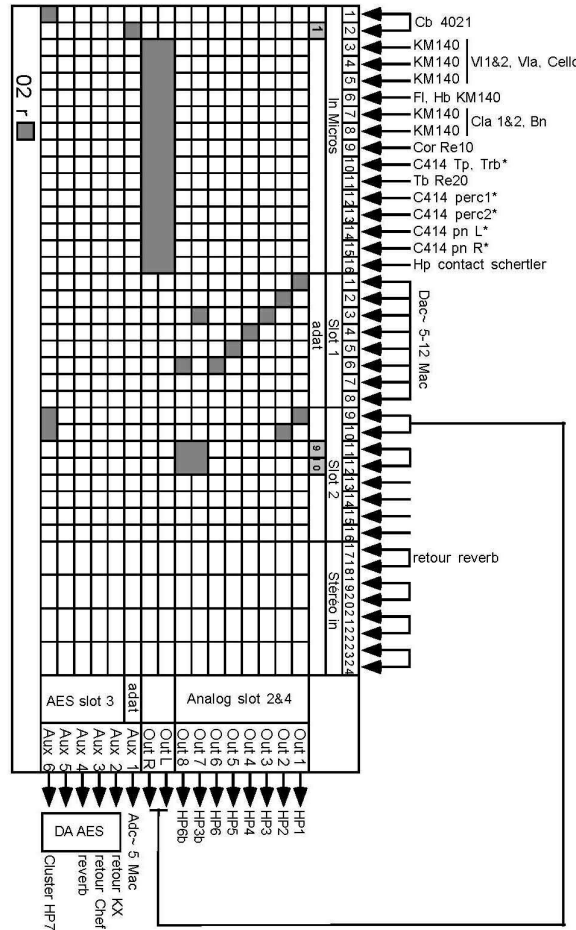 1
2
3
4
5
6
7
8
9
10
11
12
13
14
15
16
1
2
3
4
5
6
7
8
9
10
11
12
13
14
15
16
17
18
19
20
21
22
23
24
Cb 4021
KM140
KM140
KM140
Vl1&2, Vla, Cello
Fl, Hb KM140
KM140
KM140
Cla 1&2, Bn
Cor Re10
C414 Tp, Trb*
Tb Re20
C414 perc1*
C414 perc2*
C414 pn L*
C414 pn R*
Hp contact schertler
Dac~ 5-12 Mac
retour reverb
1
In Micros
Slot 1
adat
Slot 2
9 10
Stéréo in
02 r
AES slot 3
adat
Analog slot 2&4
Aux 6
Aux 5
Aux 4
Aux 3
Aux 2
Aux 1
Out R
Out L
Out 8
Out 7
Out 6
Out 5
Out 4
Out 3
Out 2
Out 1
DA AES
Cluster HP7
reverb
retour Chef
retour KX
Adc~ 5 Mac
HP6b
HP3b
HP6
HP5
HP4
HP3
HP2
HP1